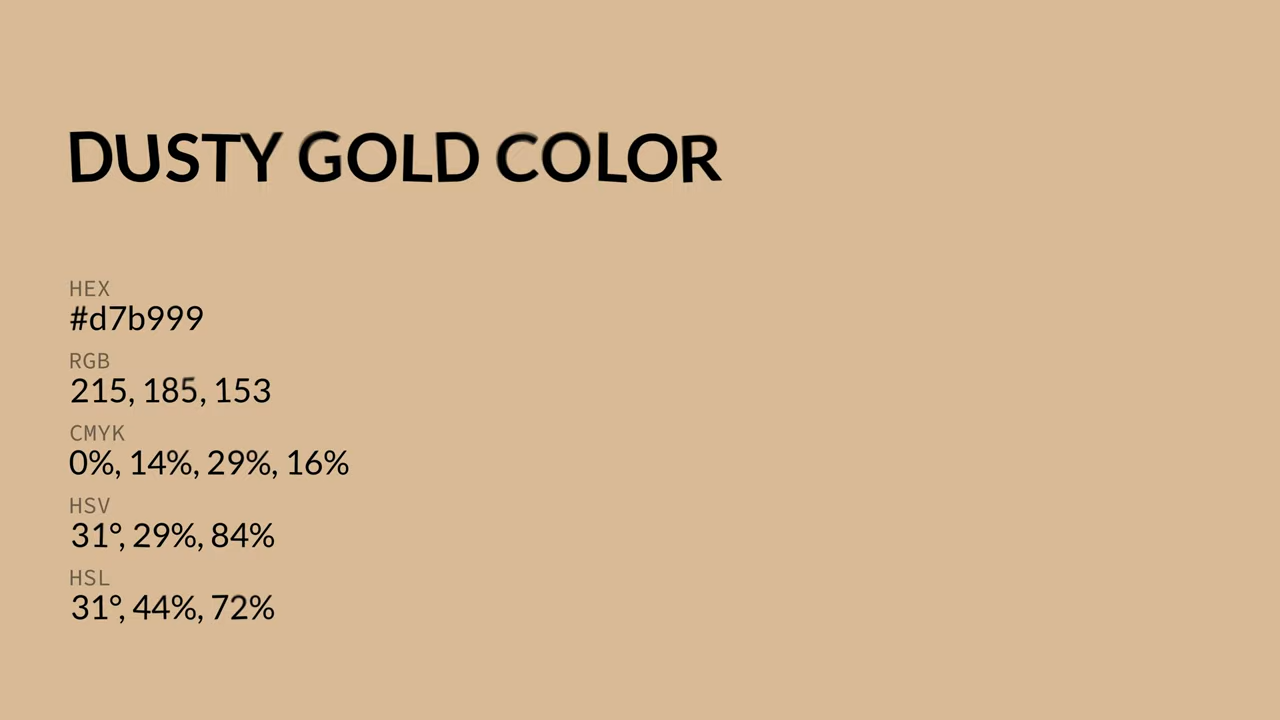 DUSTY GOLD COLOR
HEX
#d7b999
RGB
215, 185, 153
CMYK
0%, 14%, 29%, 16%
HSV
31°, 29%, 84%
HSL
31°, 44%, 72%